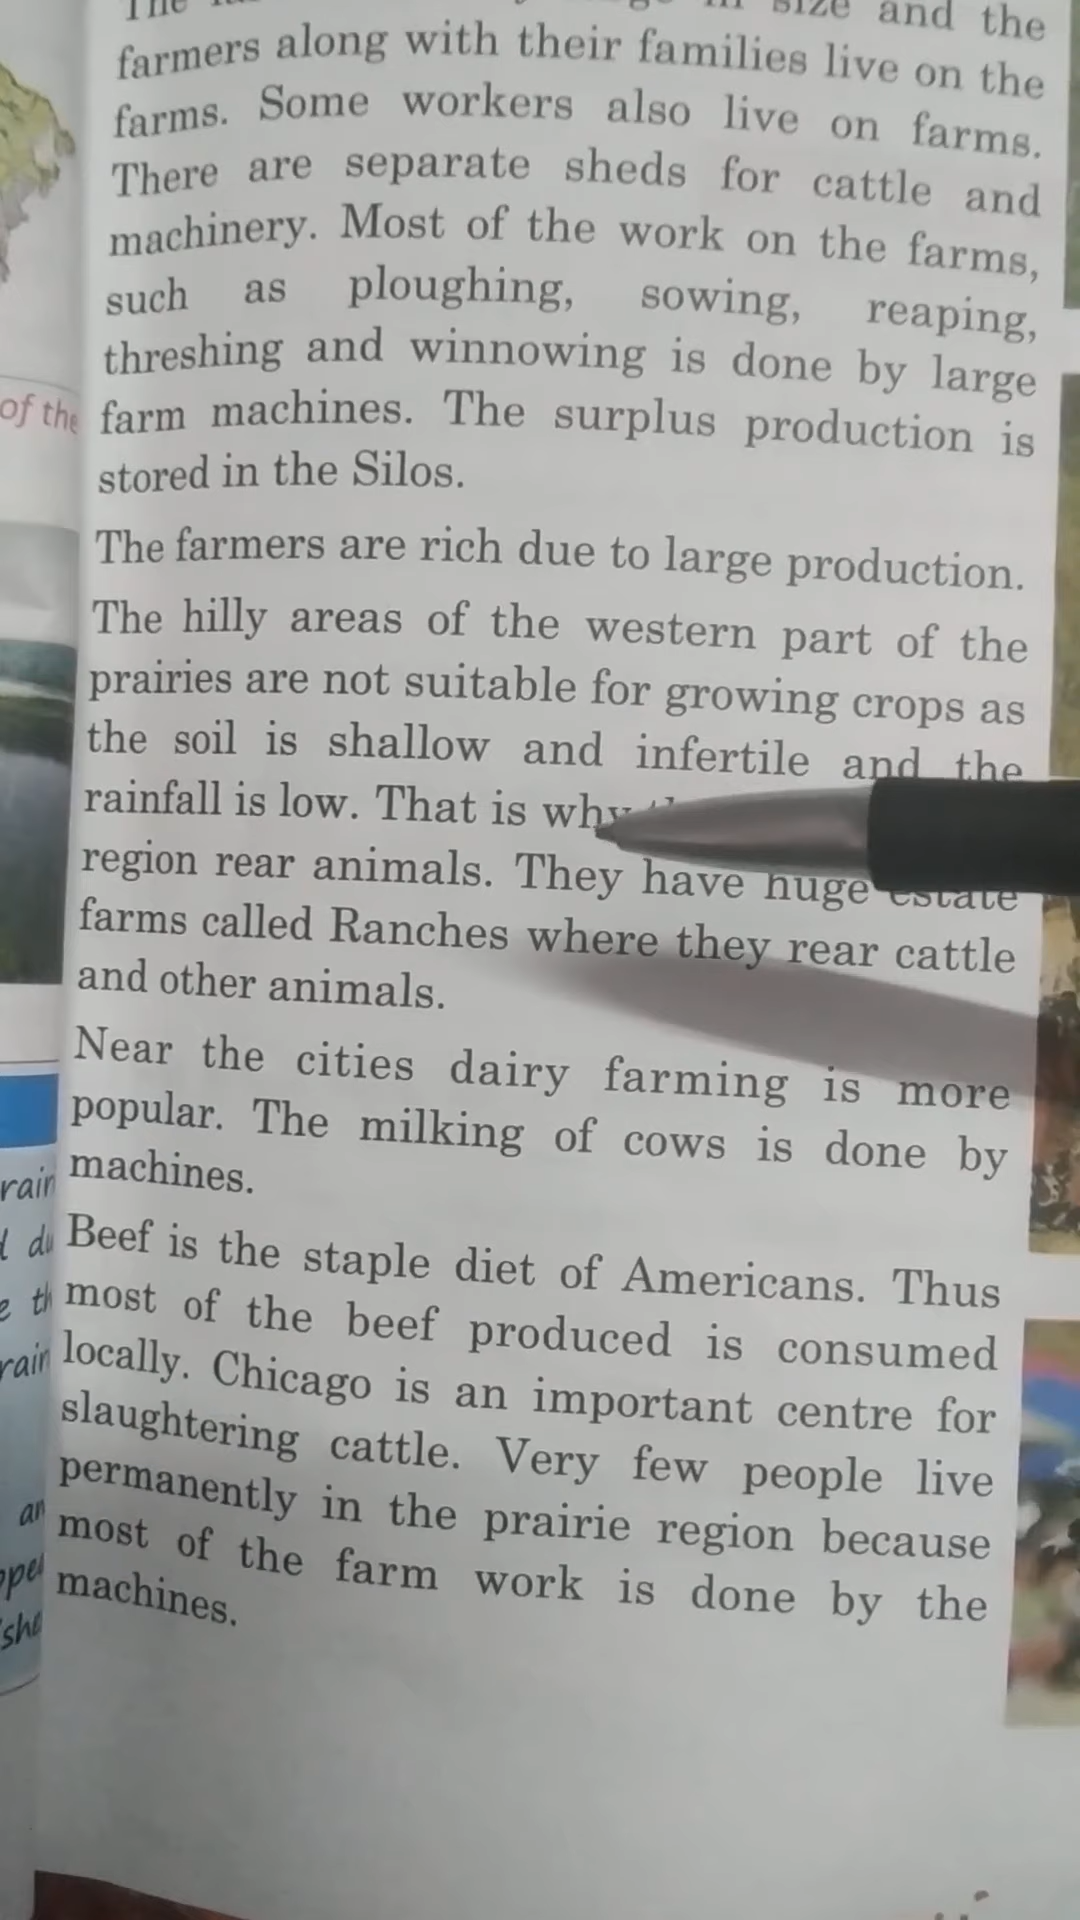 size and the
farmers along with their families live on the
farms. Some workers also live on farms.
There are separate sheds for cattle and
machinery. Most of the work on the farms,
such as ploughing, sowing, reaping,
threshing and winnowing is done by large
farm machines. The surplus production is
stored in the Silos.
The farmers are rich due to large production.
The hilly areas of the western part of the
prairies are not suitable for growing crops as
the soil is shallow and infertile and the
rainfall is low. That is why
region rear animals. They have huge estate
farms called Ranches where they rear cattle
and other animals.
Near the cities dairy farming is more
popular. The milking of cows is done by
machines.
Beef is the staple diet of Americans. Thus
most of the beef produced is consumed
locally. Chicago is an important centre for
slaughtering cattle. Very few people live
permanently in the prairie region because
most of the farm work is done by the
machines.
of the